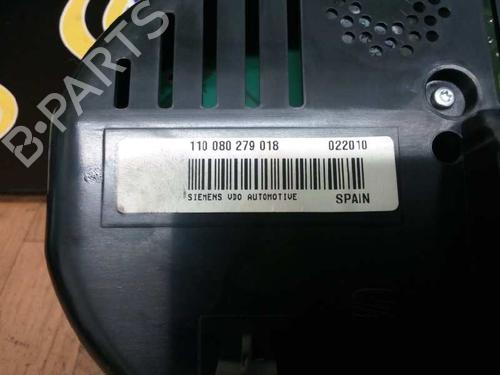 B-PARTS
110 080 279 018 022010
SIEMENS VDO AUTOMOTIVE SPAIN